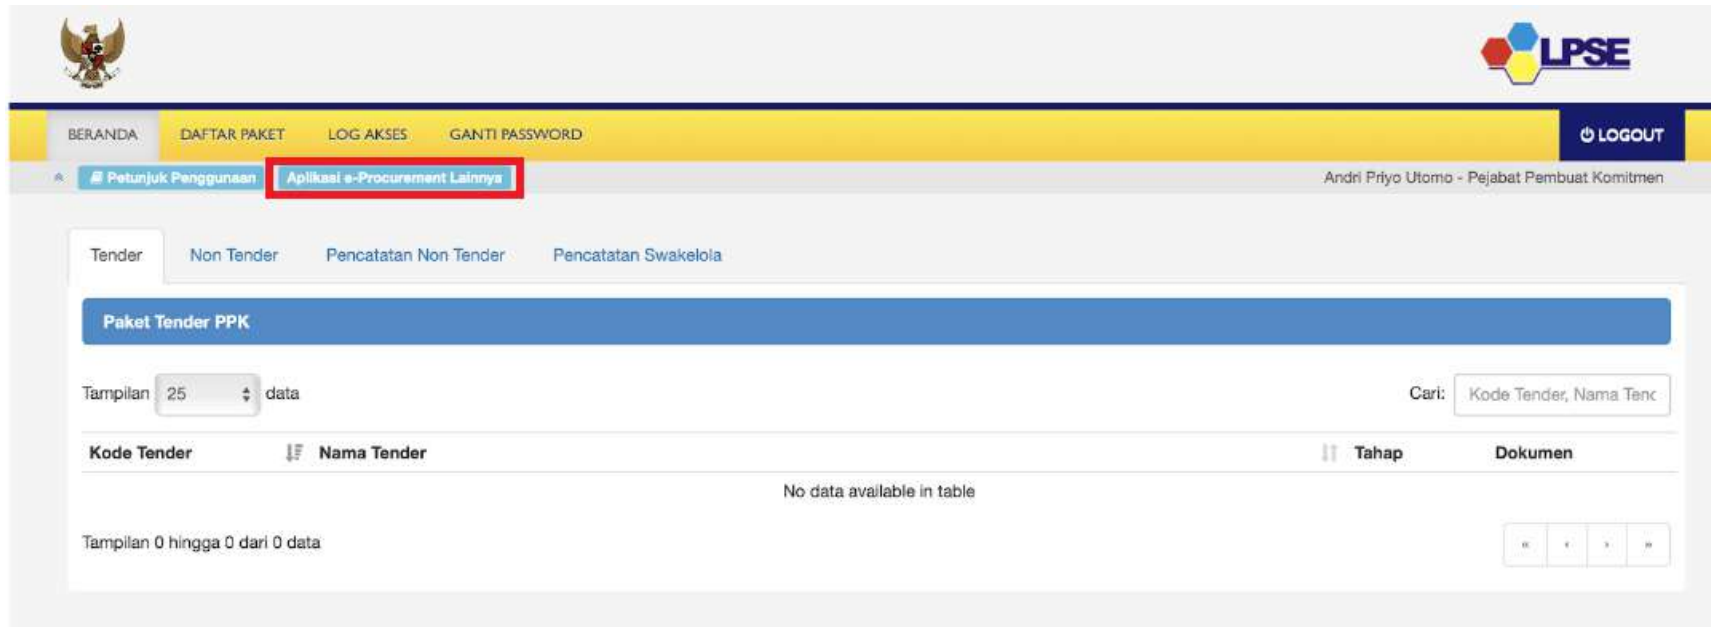 LPSE
BERANDA DAFTAR PAKET LOG AKSES GANTI PASSWORD LOGOUT
Petunjuk Penggunaan Aplikasi e-Procurement Lainnya Andri Priyo Utomo - Pejabat Pembuat Komitmen
Tender Non Tender Pencatatan Non Tender Pencatatan Swakelola
Paket Tender PPK
Tampilan 25 data Cari: Kode Tender, Nama Tenc
Kode Tender Nama Tender Tahap Dokumen
No data available in table
Tampilan 0 hingga 0 dari 0 data « ‹ › »